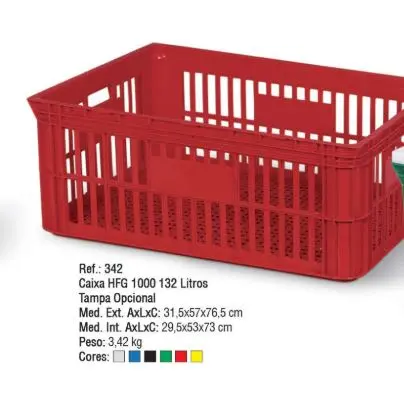 Ref.: 342
Caixa HFG 1000 132 Litros
Tampa Opcional
Med. Ext. AxLxC: 31,5x57x76,5 cm
Med. Int. AxLxC: 29,5x53x73 cm
Peso: 3,42 kg
Cores: